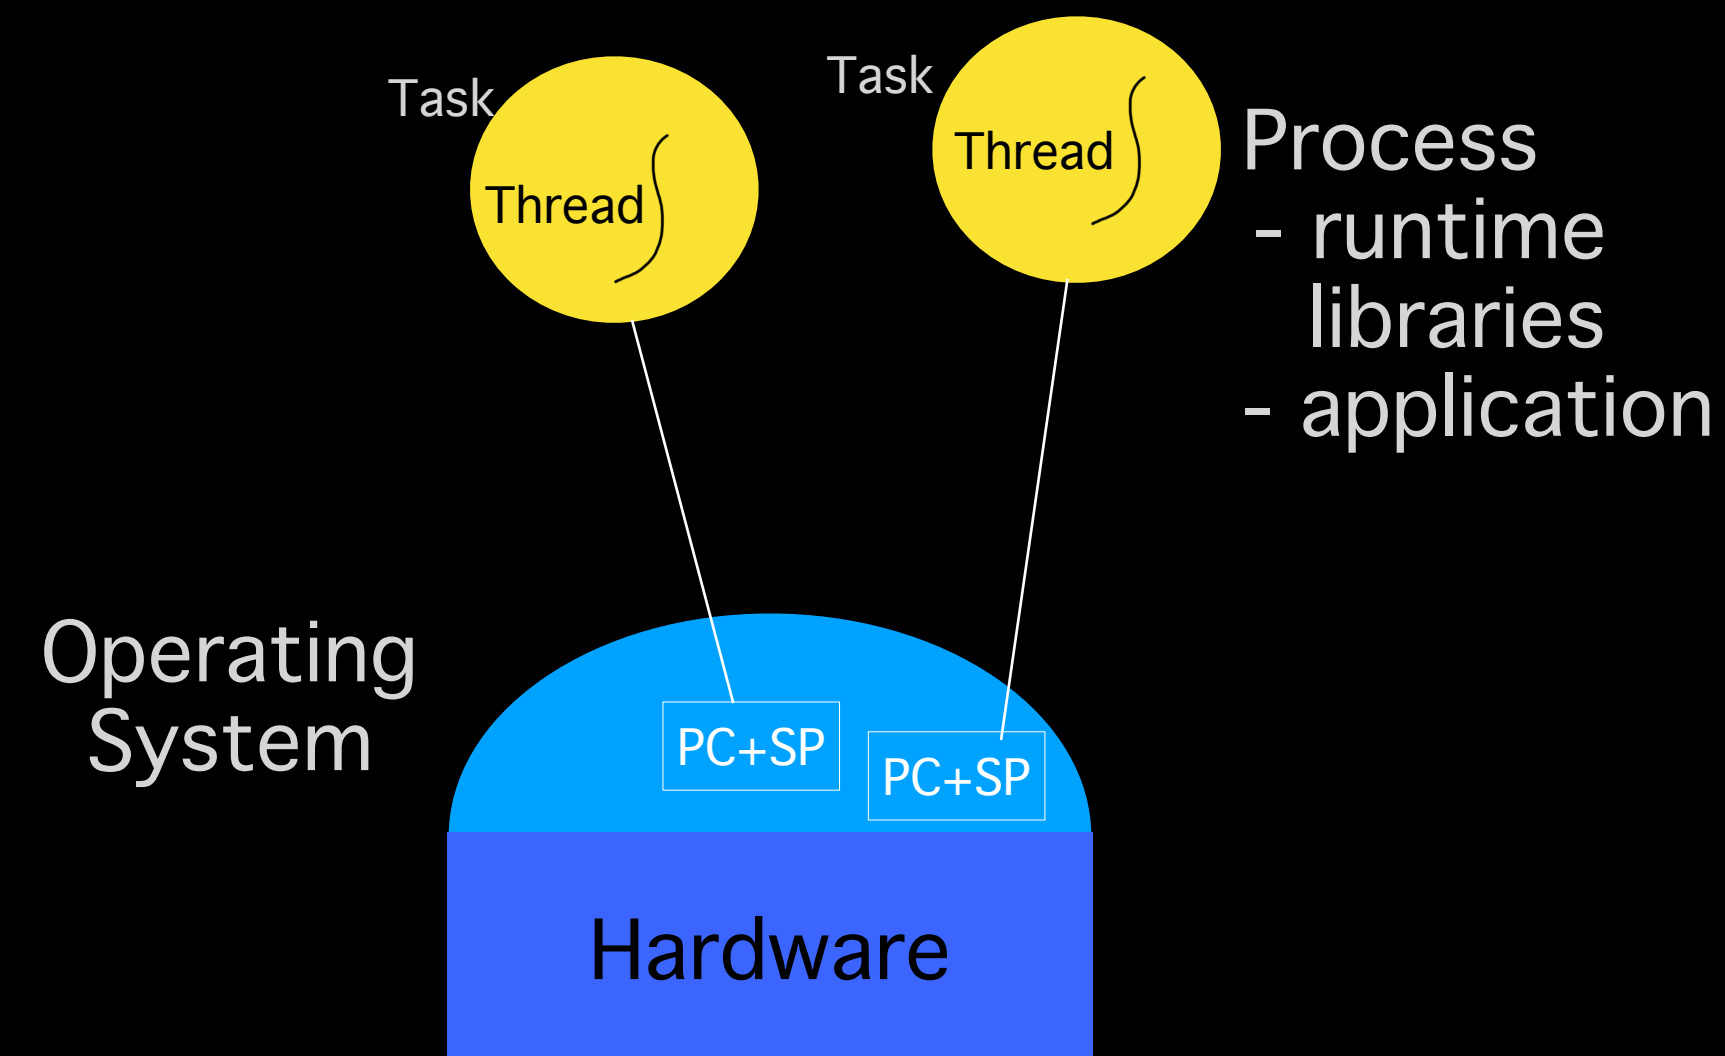 Task
Thread
Task
Thread
Process
- runtime
libraries
- application
Operating
System
PC+SP
PC+SP
Hardware